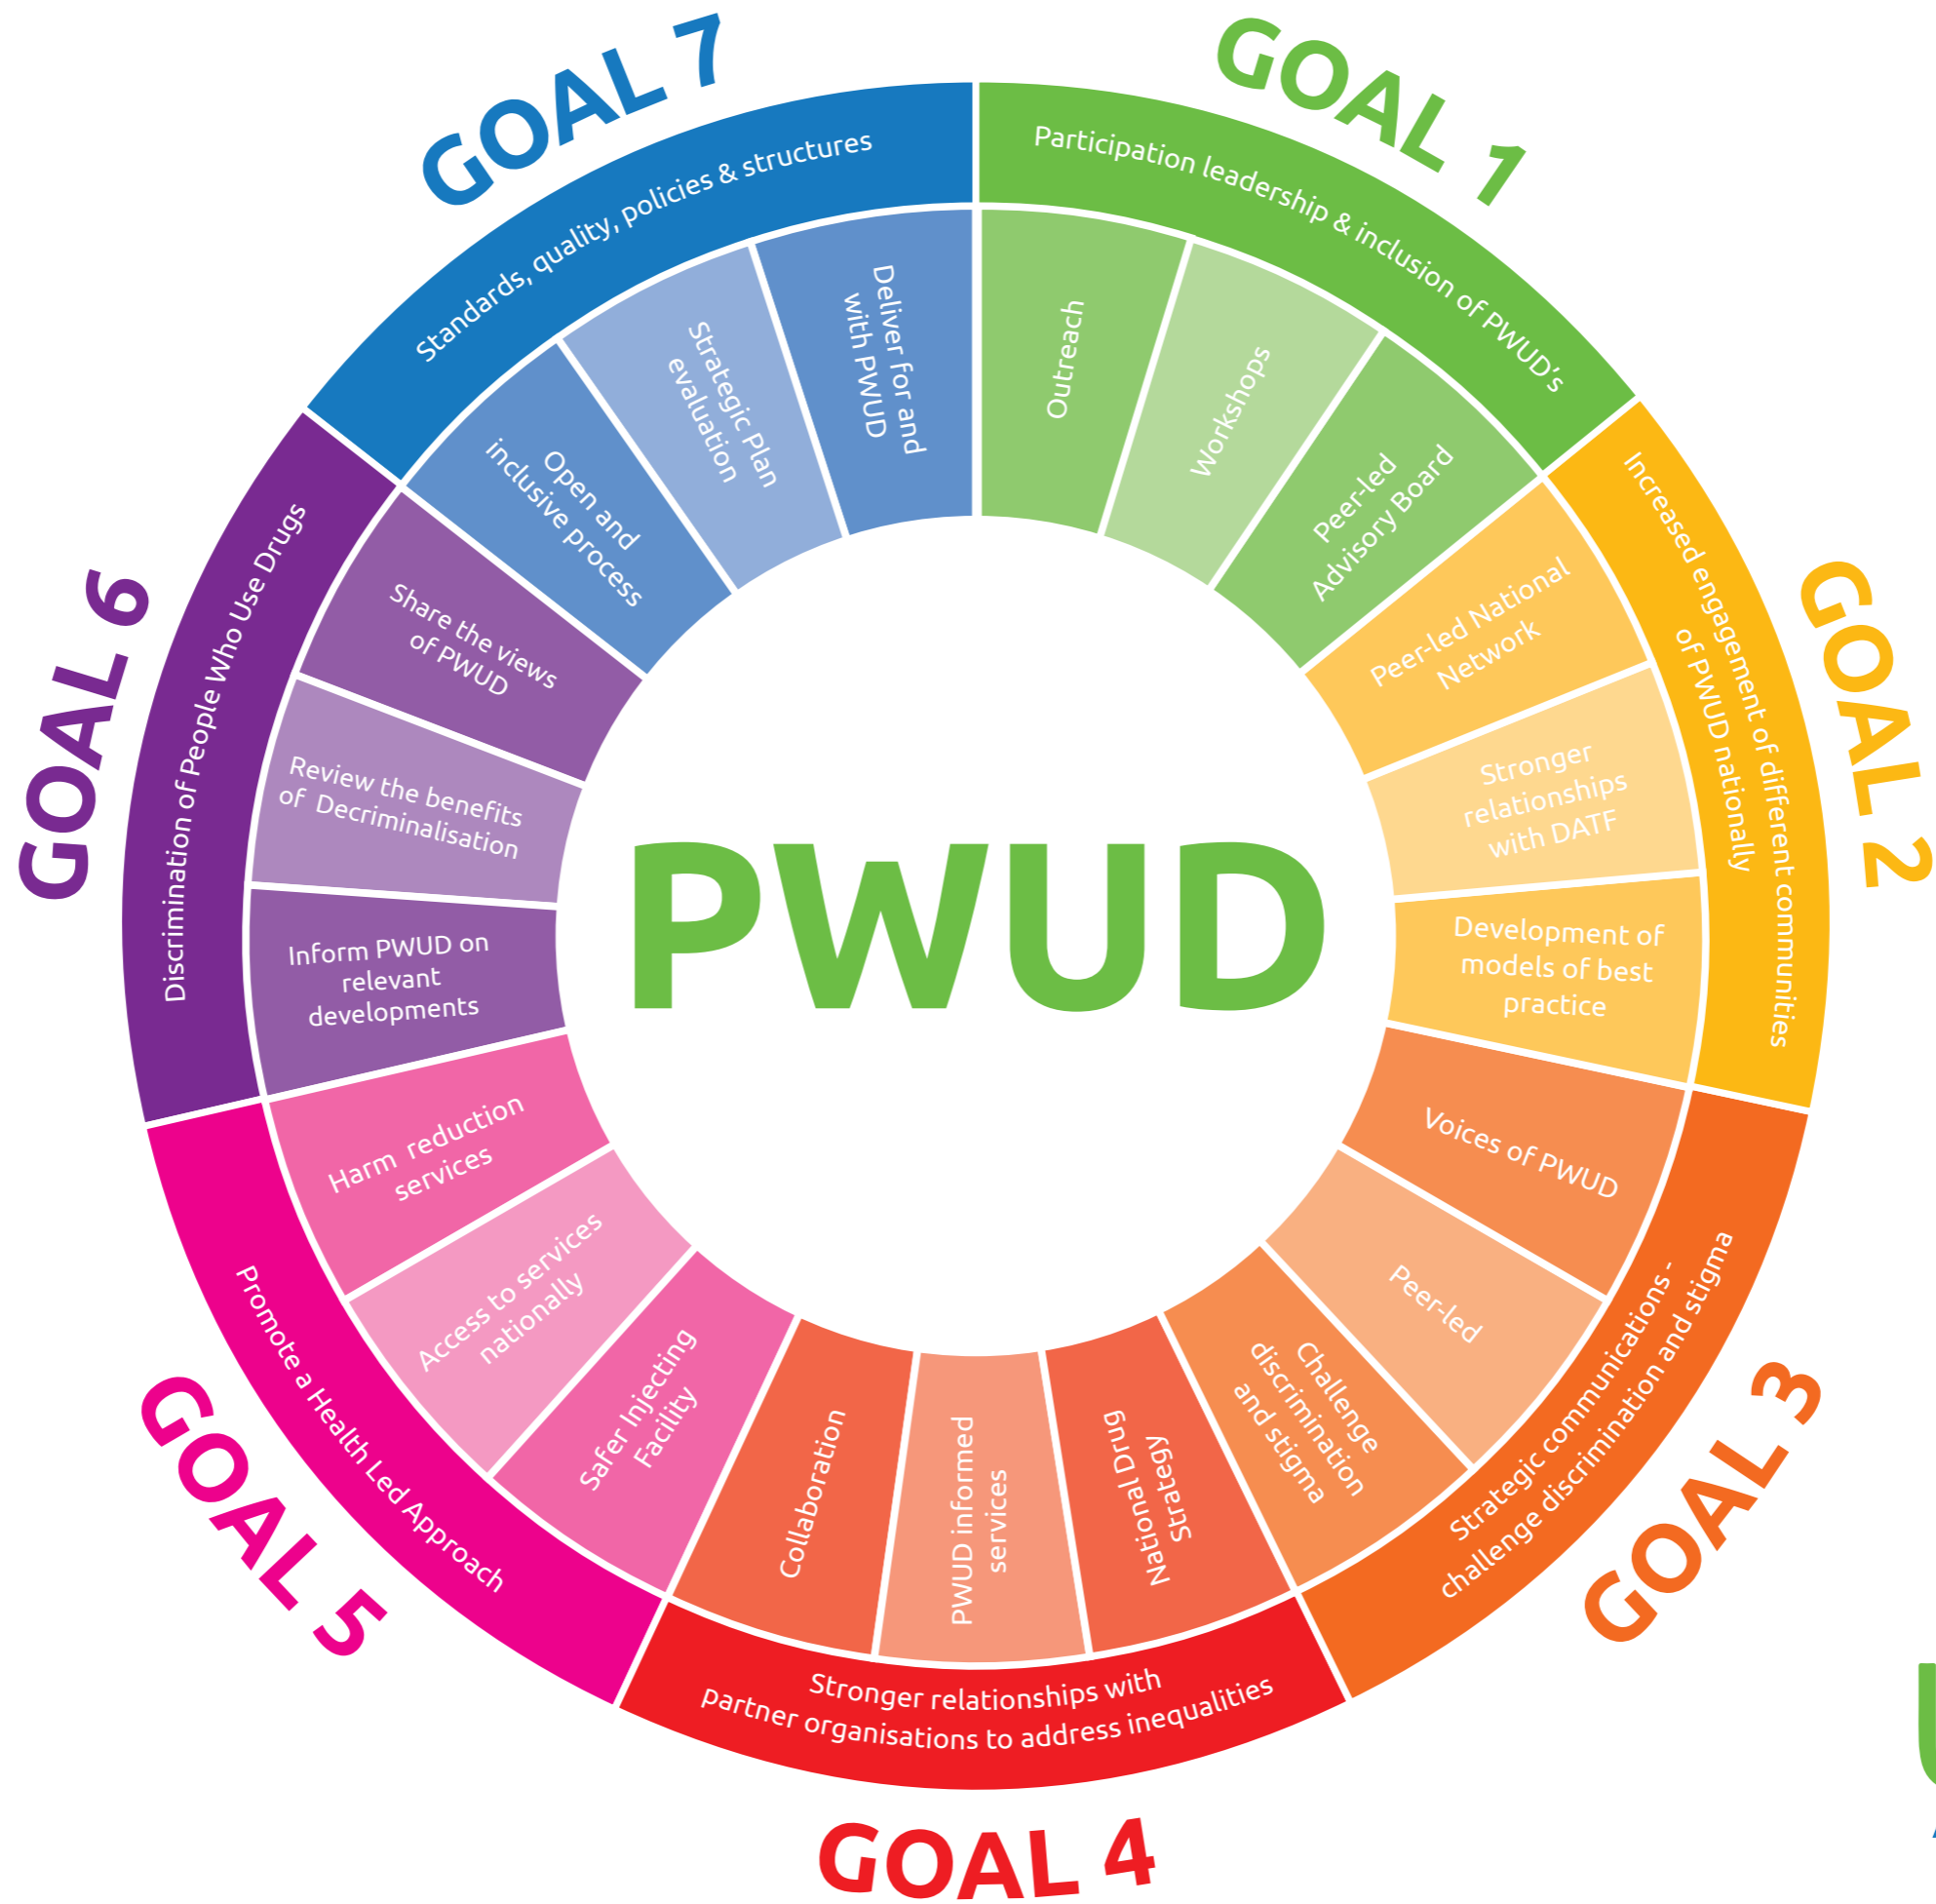 GOAL 1
Participation leadership & inclusion of PWUD's
Outreach
Workshops
Peer-led
Advisory Board
GOAL 2
Increased engagement of different communities
of PWUD nationally
Peer-led National
Network
Stronger
relationships
with DATF
Development of
models of best
practice
GOAL 3
Strategic communications -
challenge discrimination and stigma
Voices of PWUD
Peer-led
Challenge
discrimination
and stigma
GOAL 4
Stronger relationships with
partner organisations to address inequalities
National Drug
Strategy
PWUD informed
services
Collaboration
GOAL 5
Promote a Health Led Approach
Safer Injecting
Facility
Access to services
nationally
Harm  reduction
services
GOAL 6
Discrimination of People Who Use Drugs
Inform PWUD on
relevant
developments
Review the benefits
of  Decriminalisation
Share the views
of PWUD
GOAL 7
Standards, quality, policies & structures
Open and
inclusive process
Strategic Plan
evaluation
Deliver for and
with PWUD
PWUD